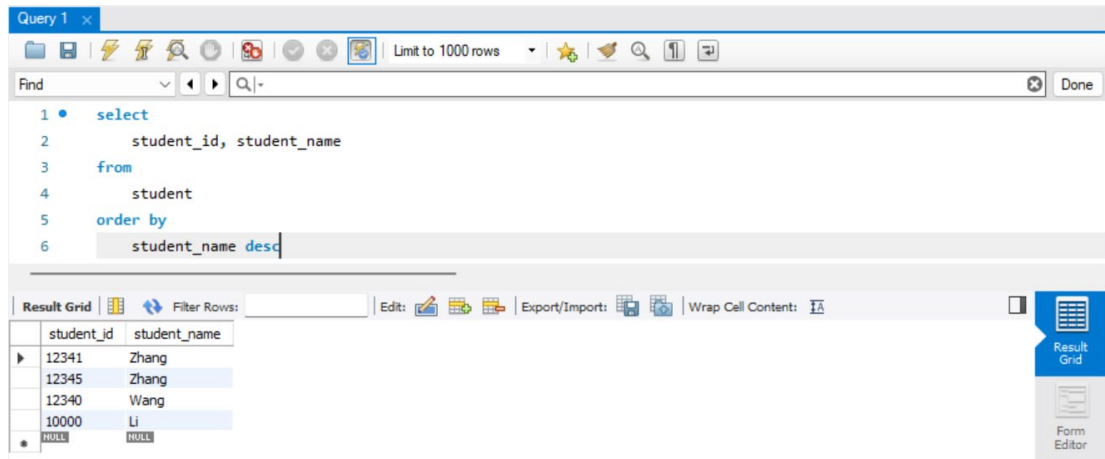 Query 1
Limit to 1000 rows
Find
Done
1 select
2 student_id, student_name
3 from
4 student
5 order by
6 student_name desc
Result Grid Filter Rows: Edit: Export/Import: Wrap Cell Content:
student_id student_name
12341 Zhang
12345 Zhang
12340 Wang
10000 Li
NULL NULL
Result
Grid
Form
Editor